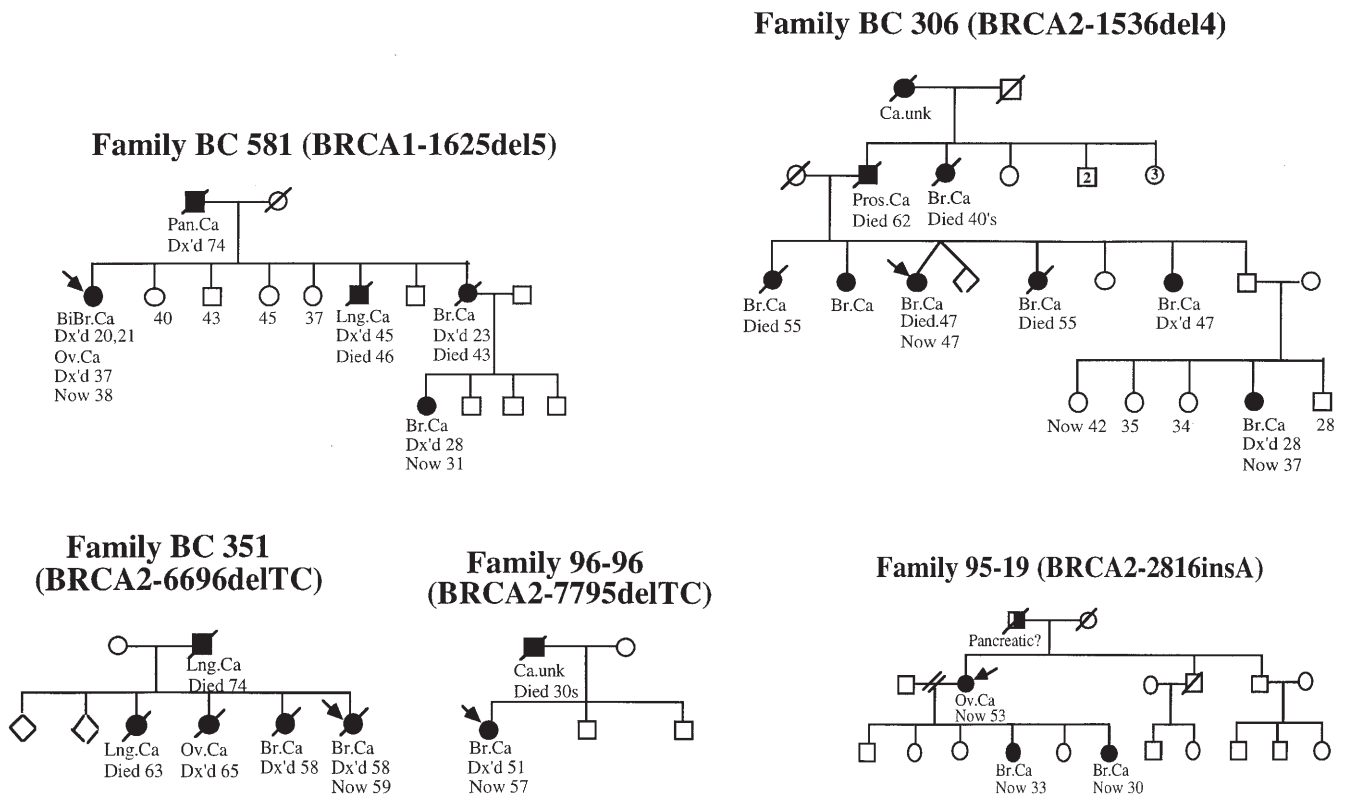 Family BC 581 (BRCA1-1625del5)
Pan.Ca
Dx'd 74
BiBr.Ca
Dx'd 20,21
Ov.Ca
Dx'd 37
Now 38
40
43
45
37
Lng.Ca
Dx'd 45
Died 46
Br.Ca
Dx'd 23
Died 43
Br.Ca
Dx'd 28
Now 31
Family BC 306 (BRCA2-1536del4)
Ca.unk
Pros.Ca
Died 62
Br.Ca
Died 40's
2
3
Br.Ca
Died 55
Br.Ca
Br.Ca
Died.47
Now 47
Br.Ca
Died 55
Br.Ca
Dx'd 47
Now 42
35
34
Br.Ca
Dx'd 28
Now 37
28
Family BC 351
(BRCA2-6696delTC)
Lng.Ca
Died 74
Lng.Ca
Died 63
Ov.Ca
Dx'd 65
Br.Ca
Dx'd 58
Br.Ca
Dx'd 58
Now 59
Family 96-96
(BRCA2-7795delTC)
Ca.unk
Died 30s
Br.Ca
Dx'd 51
Now 57
Family 95-19 (BRCA2-2816insA)
Pancreatic?
Ov.Ca
Now 53
Br.Ca
Now 33
Br.Ca
Now 30